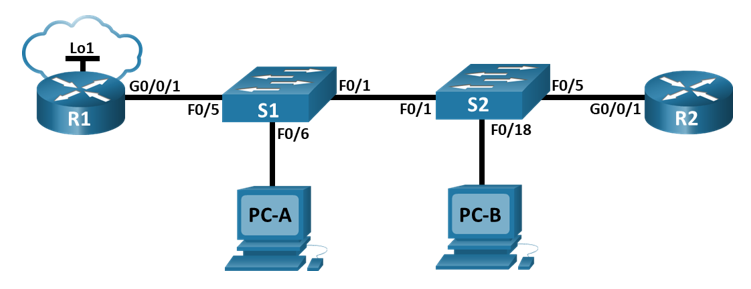 Lo1
R1
G0/0/1
F0/5
S1
F0/1
F0/6
F0/1
S2
F0/5
F0/18
G0/0/1
R2
PC-A
PC-B